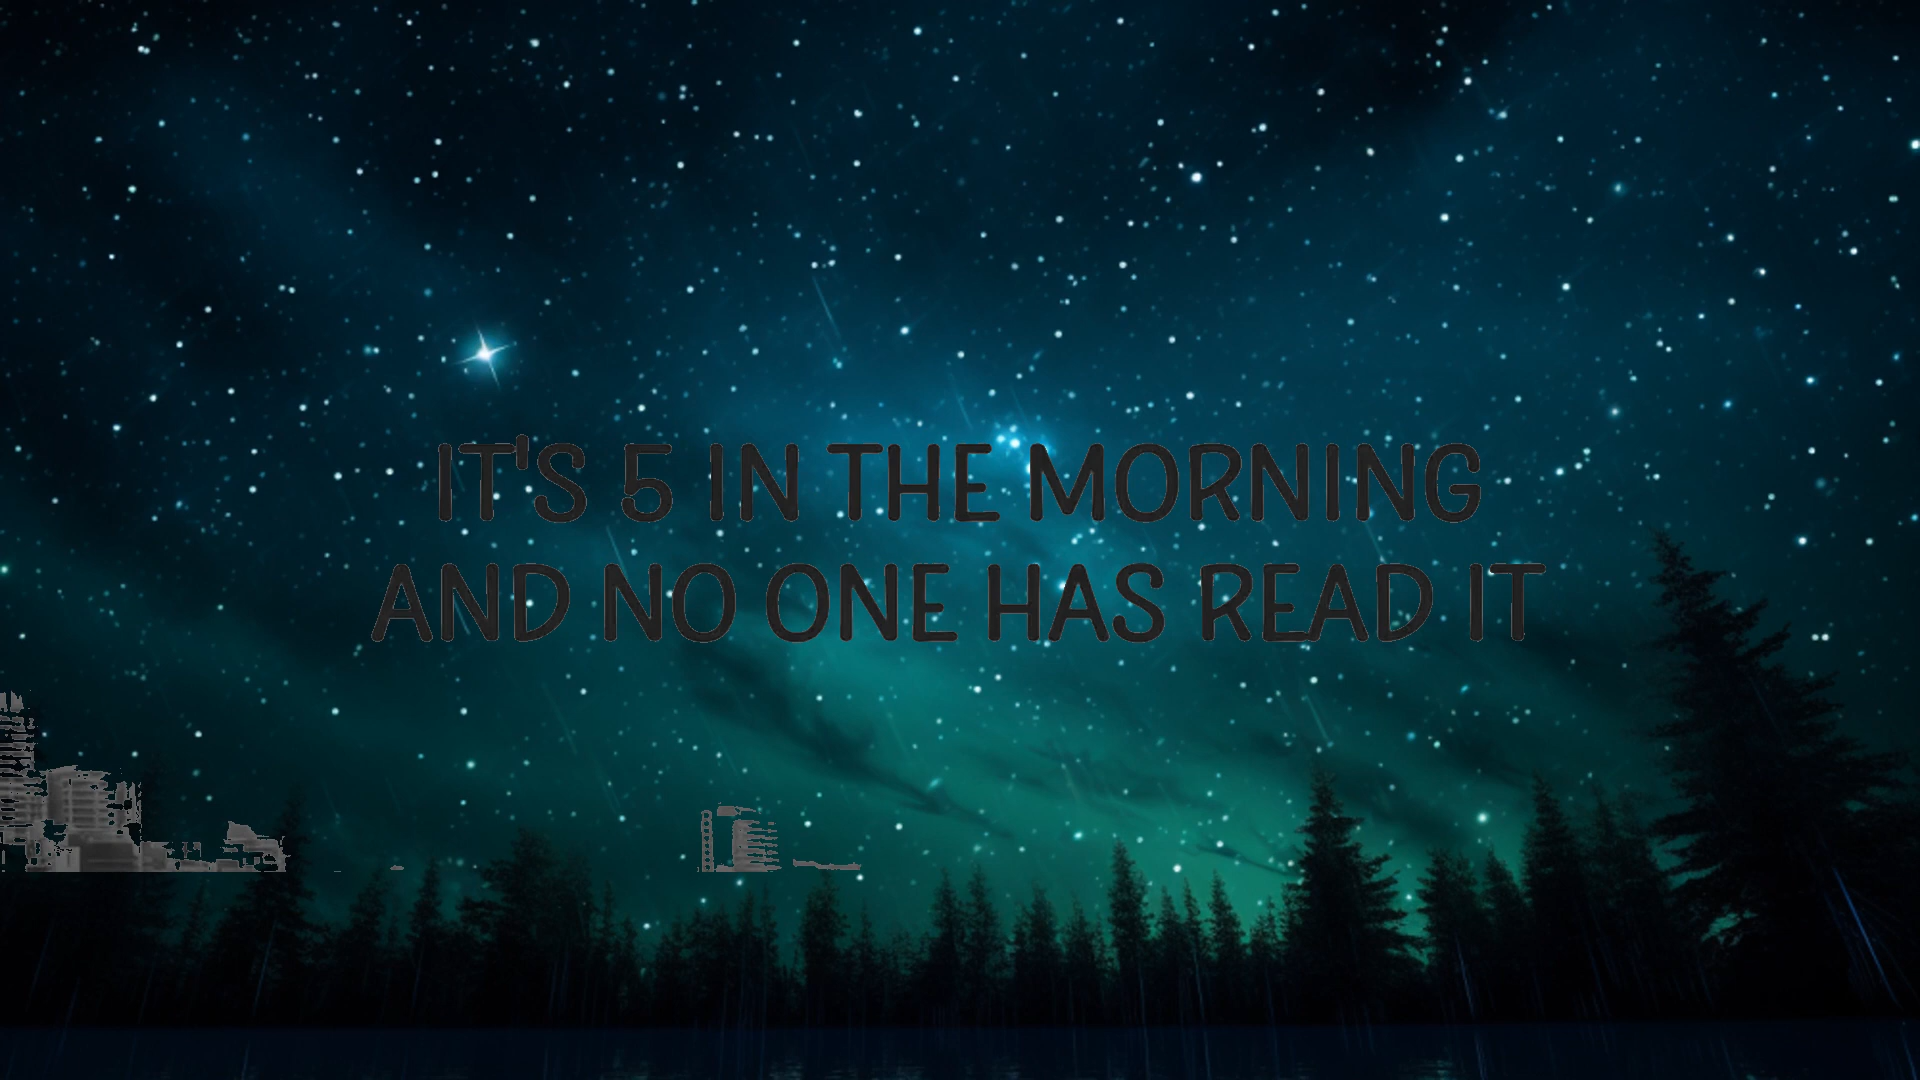 IT'S 5 IN THE MORNING
AND NO ONE HAS READ IT